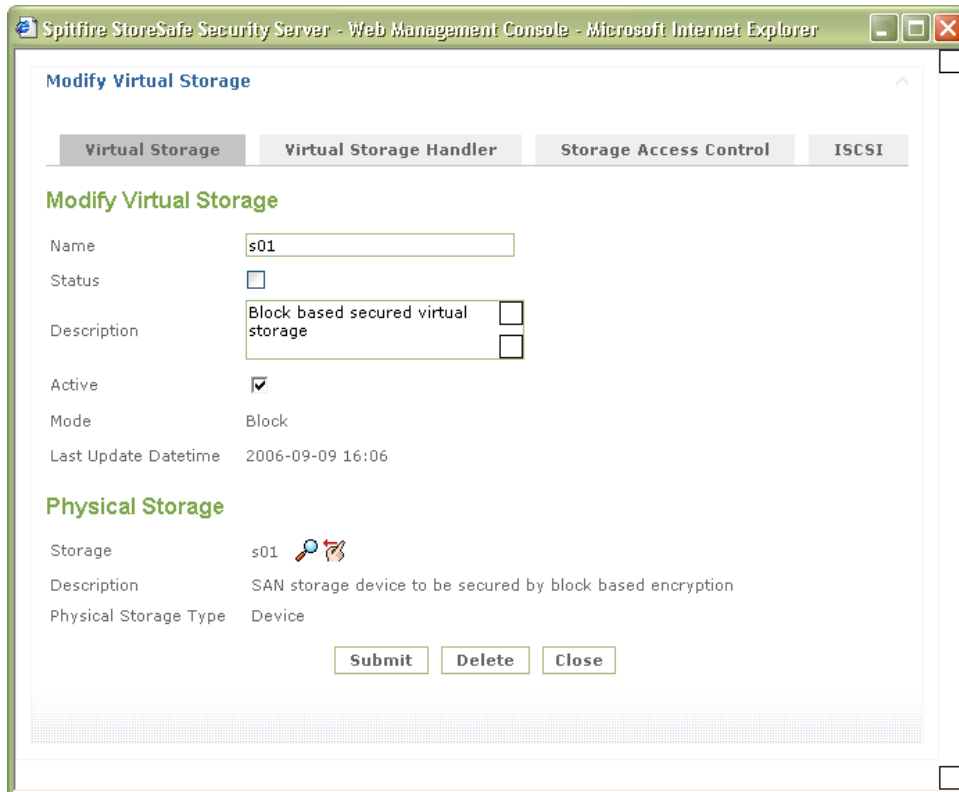 Spitfire StoreSafe Security Server - Web Management Console - Microsoft Internet Explorer
Modify Virtual Storage
Virtual Storage Virtual Storage Handler Storage Access Control ISCSI
Modify Virtual Storage
Name s01
Status
Description Block based secured virtual
storage
Active
Mode Block
Last Update Datetime 2006-09-09 16:06
Physical Storage
Storage s01
Description SAN storage device to be secured by block based encryption
Physical Storage Type Device
Submit Delete Close